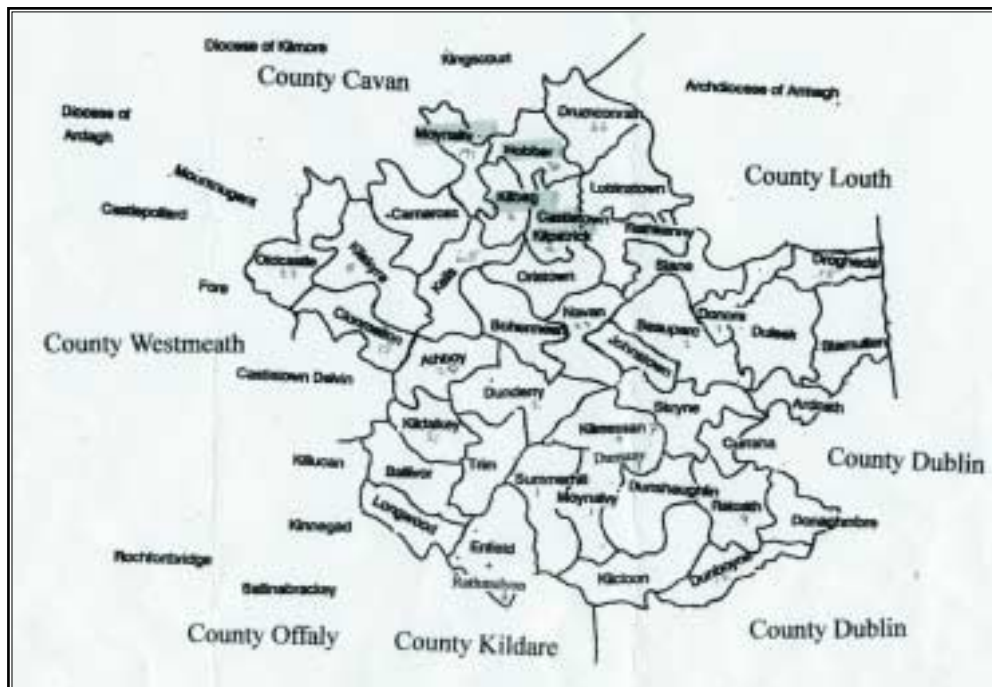 Diocese of Kilmore
Kingscourt
County Cavan
Archdiocese of Armagh
Diocese of
Ardagh
Drumconrath
Nobber
County Louth
Mountnugent
Kilbeg
Lobinstown
Castlepollard
Carnaross
Castletown
Kilpatrick
Rathkenny
Drogheda
Oldcastle
Kilskyre
Kells
Oristown
Slane
Fore
Navan
Donore
Beauparc
Duleek
Stamullen
County Westmeath
Bohermeen
Johnstown
Athboy
Castletown Delvin
Dunderry
Skryne
Ardcath
Kildalkey
Kilmessan
Curraha
County Dublin
Killucan
Ballivor
Trim
Summerhill
Moynalvy
Dunshaughlin
Ratoath
Longwood
Kinnegad
Enfield
Rochfortbridge
Kilcloon
Dunboyne
Ballinabrackey
County Offaly
County Kildare
County Dublin